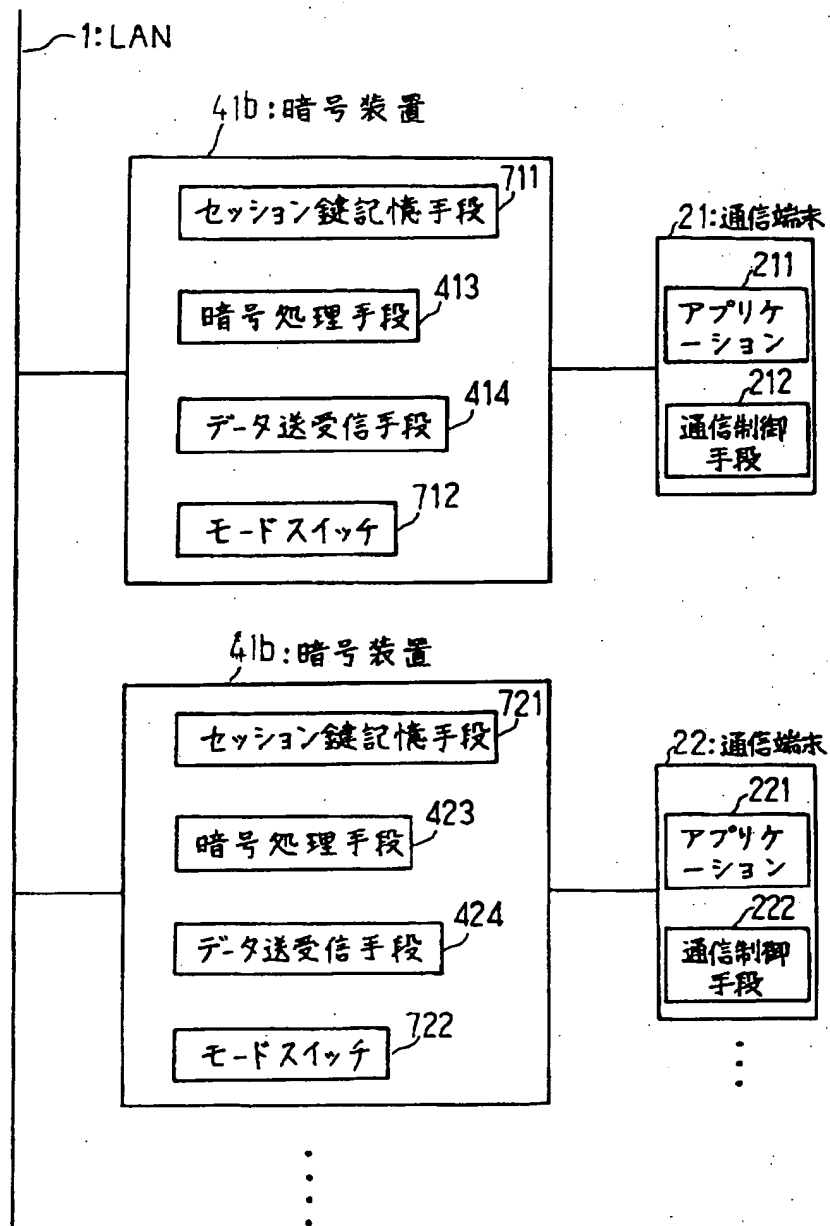 1:LAN
41b:暗号装置
711
セッション鍵記憶手段
413
暗号処理手段
414
データ送受信手段
712
モードスイッチ
21:通信端末
211
アプリケ
ーション
212
通信制御
手段
41b:暗号装置
721
セッション鍵記憶手段
423
暗号処理手段
424
データ送受信手段
722
モードスイッチ
22:通信端末
221
アプリケ
ーション
222
通信制御
手段